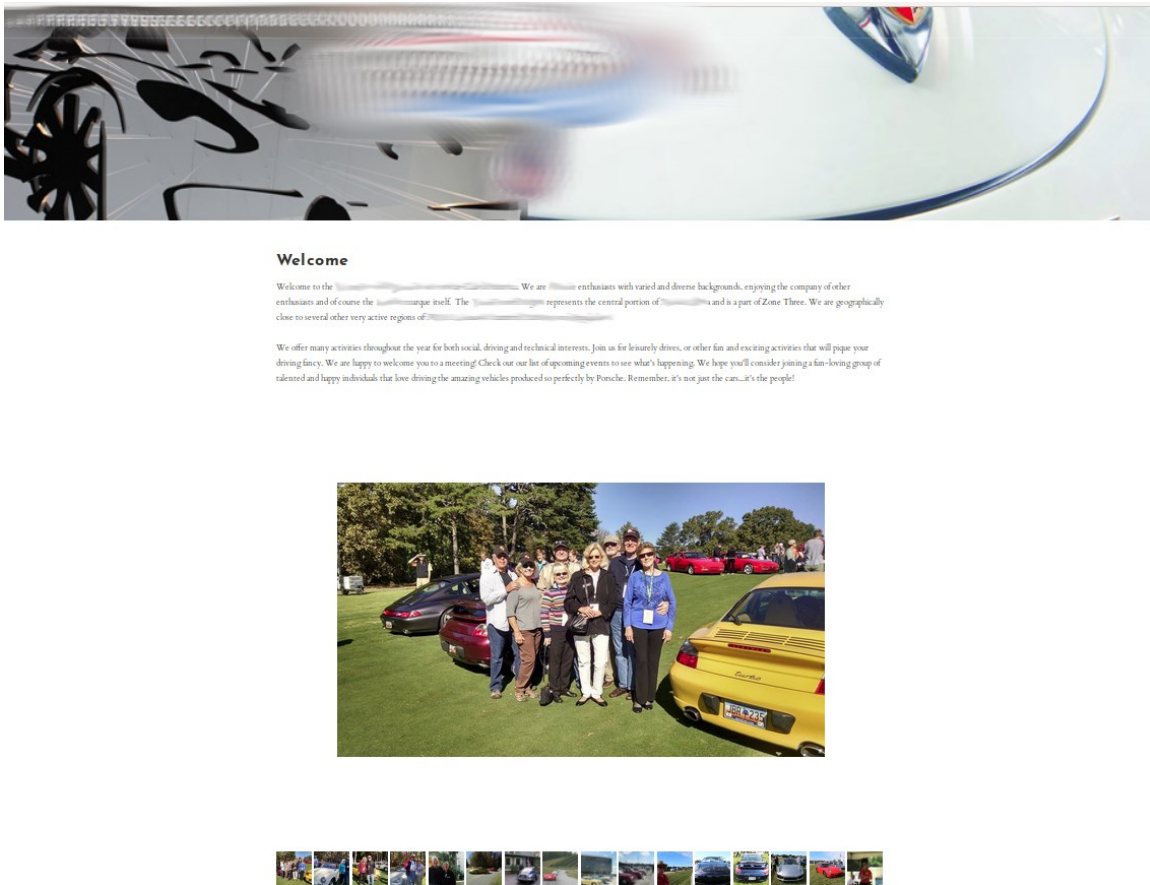 Welcome
Welcome to the . We are enthusiasts with varied and diverse backgrounds, enjoying the company of other
enthusiasts and of course the marque itself. The represents the central portion of and is a part of Zone Three. We are geographically
close to several other very active regions of
We offer many activities throughout the year for both social, driving and technical interests. Join us for leisurely drives, or other fun and exciting activities that will pique your
driving fancy. We are happy to welcome you to a meeting! Check out our list of upcoming events to see what's happening. We hope you'll consider joining a fun-loving group of
talented and happy individuals that love driving the amazing vehicles produced so perfectly by Porsche. Remember, it's not just the cars...it's the people!
turbo